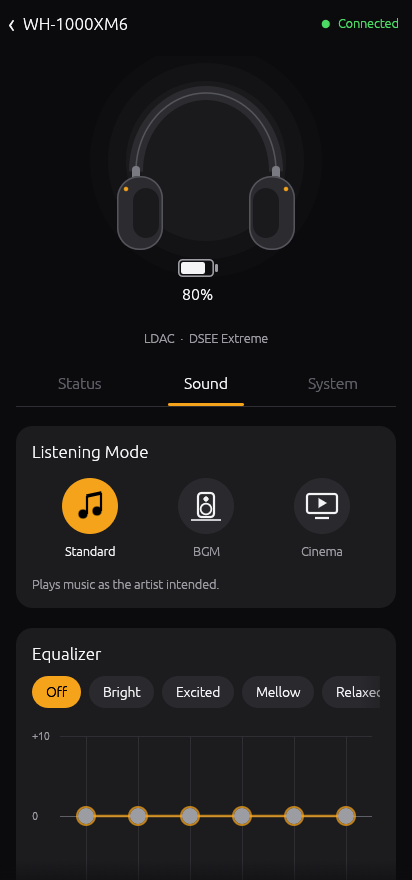 WH-1000XM6
Connected
80%
LDAC · DSEE Extreme
Status Sound System
Listening Mode
Standard BGM Cinema
Plays music as the artist intended.
Equalizer
Off Bright Excited Mellow Relaxed
+10
0